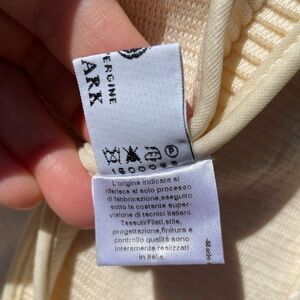 ERGINE
ARK
L'origine indicata si
riferisce al solo processo
di fabbricazione,eseguito
sotto la costante super-
visione di tecnici italiani.
Tessuti/Filati,stile,
progettazione,finitura e
controllo qualità sono
interamente realizzati
in Italia.